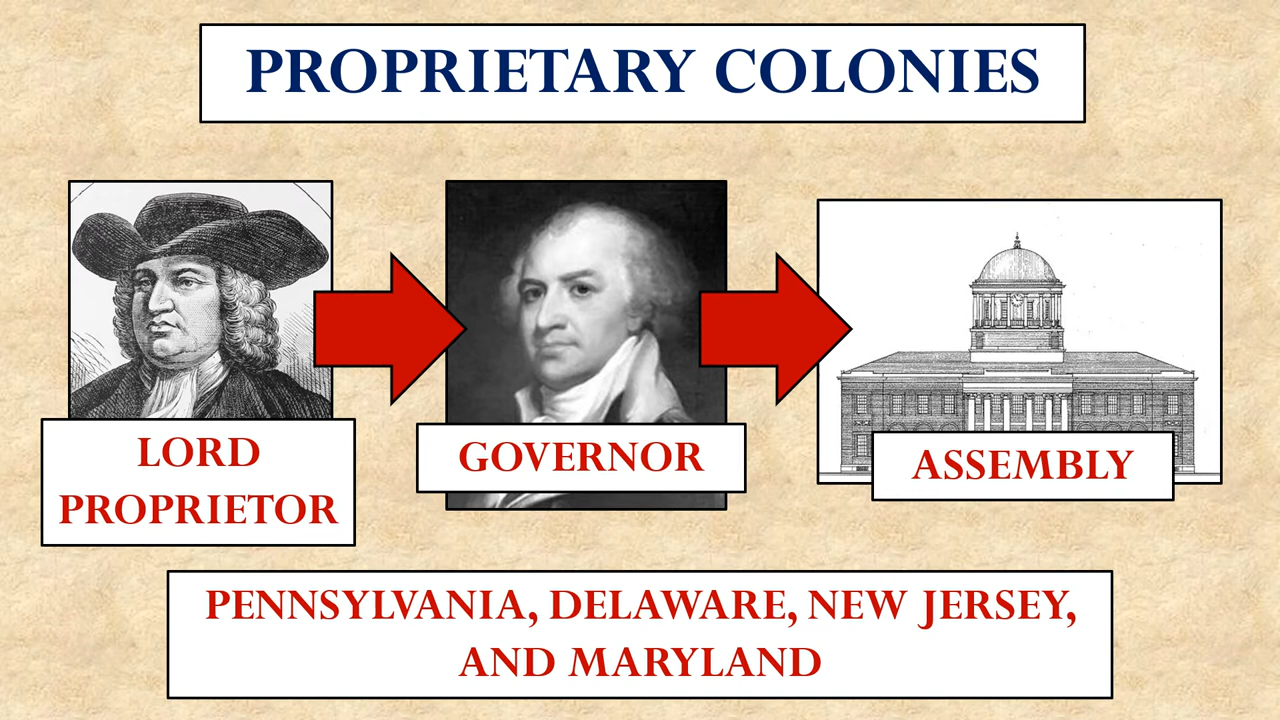 PROPRIETARY COLONIES
LORD
PROPRIETOR
GOVERNOR
ASSEMBLY
PENNSYLVANIA, DELAWARE, NEW JERSEY,
AND MARYLAND